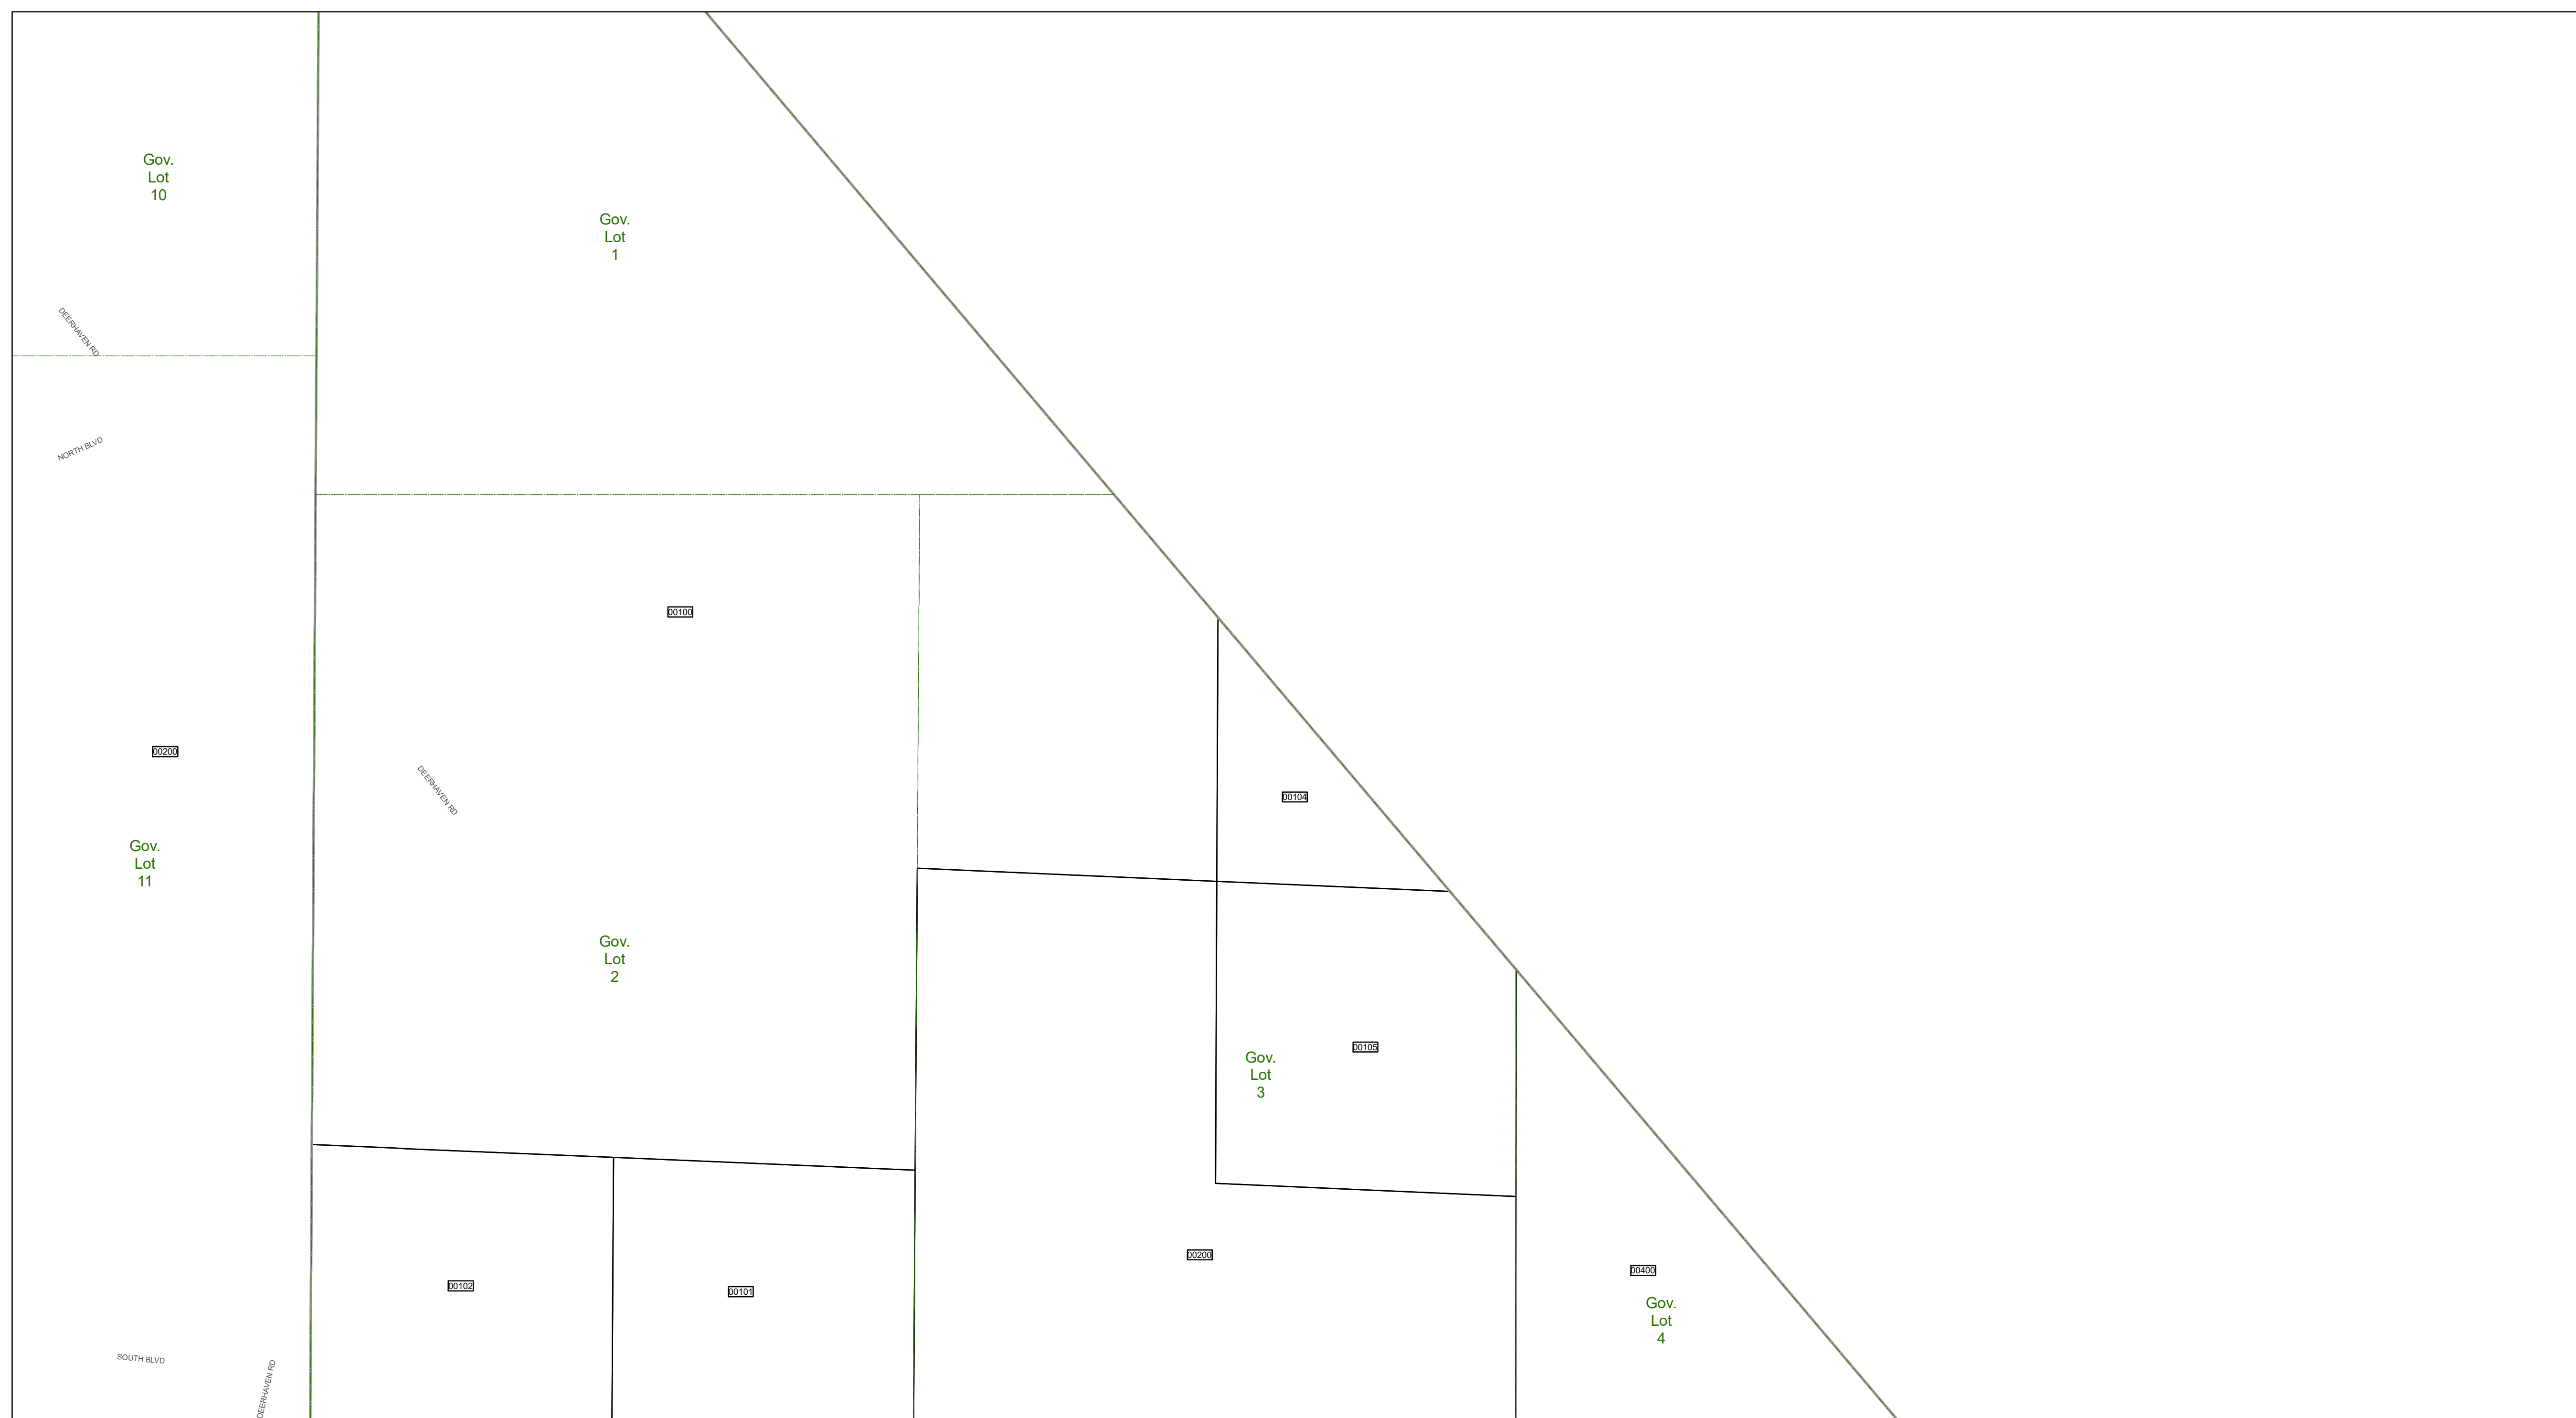 Gov.
Lot
10
Gov.
Lot
1
DEERHAVEN RD
NORTH BLVD
00100
00200
DEERHAVEN RD
00104
Gov.
Lot
11
Gov.
Lot
2
00105
Gov.
Lot
3
00200
00400
00102
00101
Gov.
Lot
4
SOUTH BLVD
DEERHAVEN RD